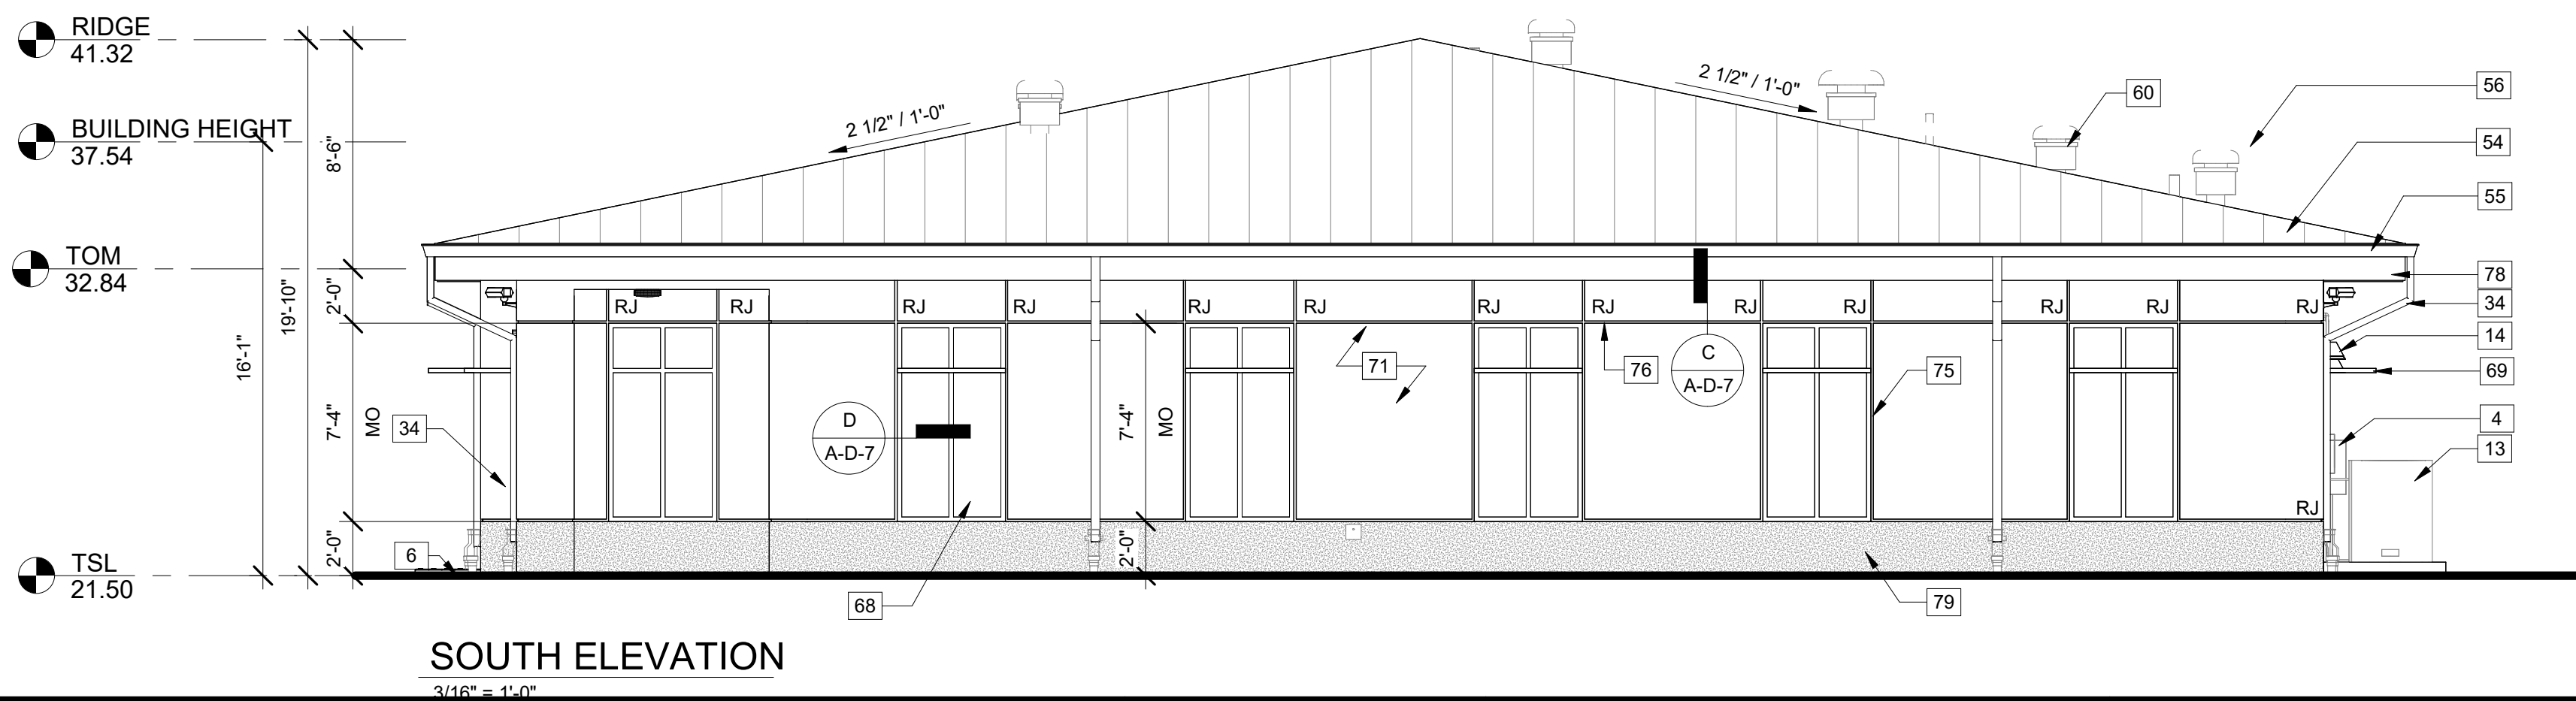 RIDGE
41.32
BUILDING HEIGHT
37.54
TOM
32.84
TSL
21.50
16'-1"
19'-10"
8'-6"
2'-0"
7'-4"
MO
2'-0"
2 1/2" / 1'-0"
2 1/2" / 1'-0"
60
56
54
55
78
34
14
69
4
13
RJ
RJ
RJ
RJ
RJ
RJ
RJ
RJ
RJ
RJ
RJ
RJ
RJ
RJ
34
6
D
A-D-7
68
7'-4"
MO
2'-0"
71
76
C
A-D-7
75
79
SOUTH ELEVATION
3/16" = 1'-0"